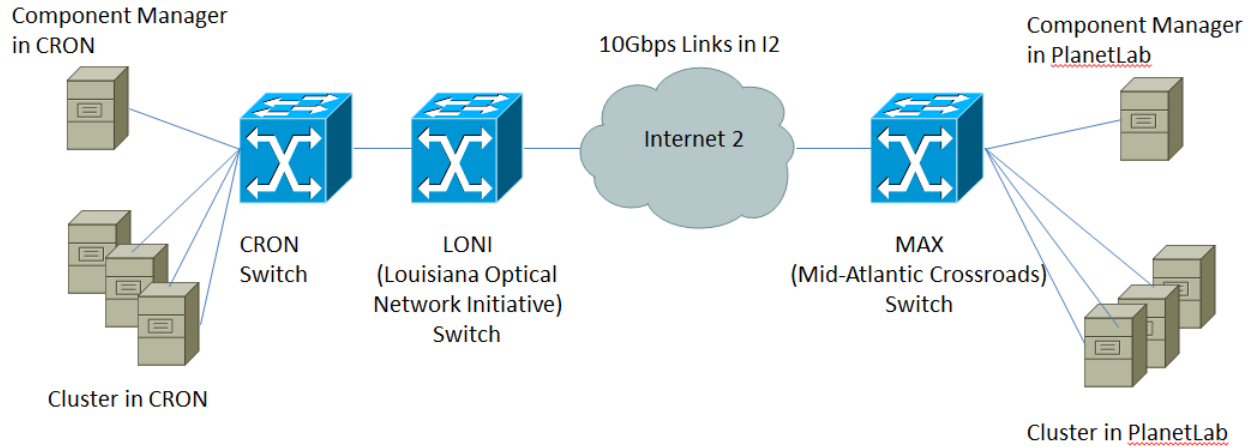 Component Manager
in CRON
10Gbps Links in I2
Component Manager
in PlanetLab
Internet 2
CRON
Switch
LONI
(Louisiana Optical
Network Initiative)
Switch
MAX
(Mid-Atlantic Crossroads)
Switch
Cluster in CRON
Cluster in PlanetLab